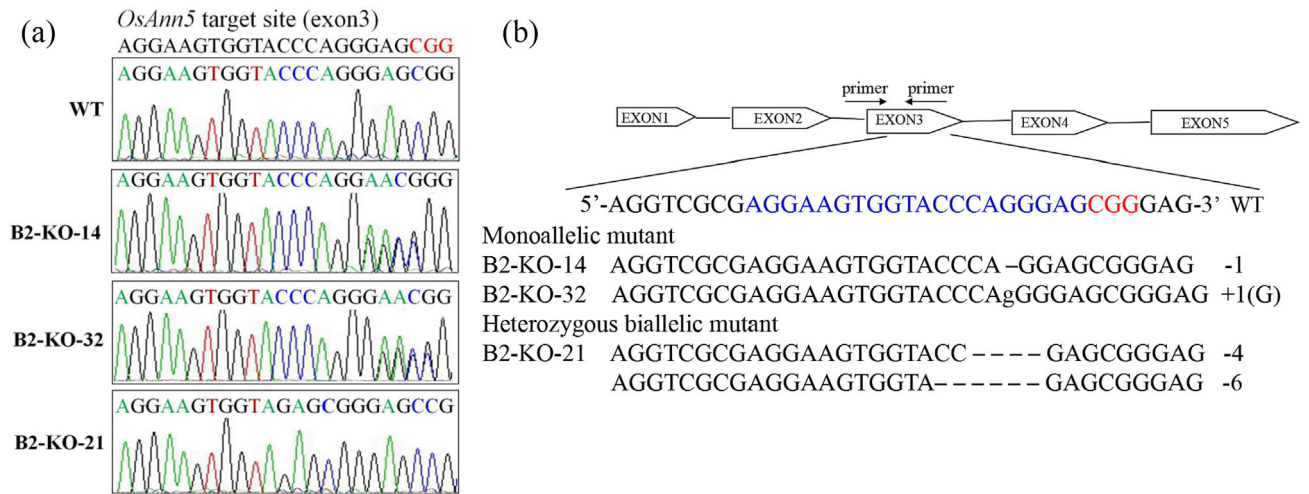 (a)
OsAnn5 target site (exon3)
AGGAAGTGGTACCCAGGGAGCGG
WT
AGGAAGTGGTACCCAGGGAGCGG
B2-KO-14
AGGAAGTGGTACCCAGGAACGGG
B2-KO-32
AGGAAGTGGTACCCAGGGAACGG
B2-KO-21
AGGAAGTGGTAGAGCGGGAGCCG
(b)
primer primer
EXON1 EXON2 EXON3 EXON4 EXON5
5'-AGGTCGCGAGGAAGTGGTACCCAGGGAGCGGGAG-3' WT
Monoallelic mutant
B2-KO-14 AGGTCGCGAGGAAGTGGTACCCA–GGAGCGGGAG -1
B2-KO-32 AGGTCGCGAGGAAGTGGTACCCAgGGGAGCGGGAG +1(G)
Heterozygous biallelic mutant
B2-KO-21 AGGTCGCGAGGAAGTGGTACC----GAGCGGGAG -4
AGGTCGCGAGGAAGTGGTA------GAGCGGGAG -6